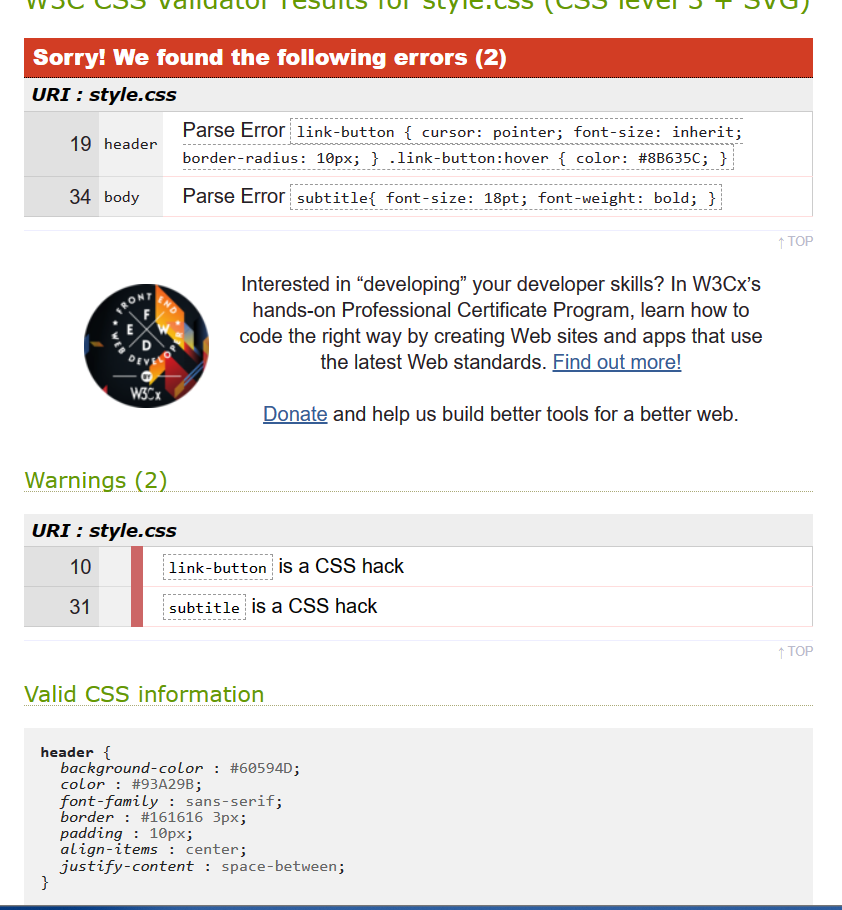 W3C CSS Validator results for style.css (CSS level 3 + SVG)
Sorry! We found the following errors (2)
URI : style.css
19 header Parse Error link-button { cursor: pointer; font-size: inherit;
border-radius: 10px; } .link-button:hover { color: #8B635C; }
34 body Parse Error subtitle{ font-size: 18pt; font-weight: bold; }
↑ TOP
FRONT END
WEB DEVELOPER
F
E W
D
BY
W3Cx
Interested in “developing” your developer skills? In W3Cx’s
hands-on Professional Certificate Program, learn how to
code the right way by creating Web sites and apps that use
the latest Web standards. Find out more!
Donate and help us build better tools for a better web.
Warnings (2)
URI : style.css
10 link-button is a CSS hack
31 subtitle is a CSS hack
↑ TOP
Valid CSS information
header {
background-color : #60594D;
color : #93A29B;
font-family : sans-serif;
border : #161616 3px;
padding : 10px;
align-items : center;
justify-content : space-between;
}